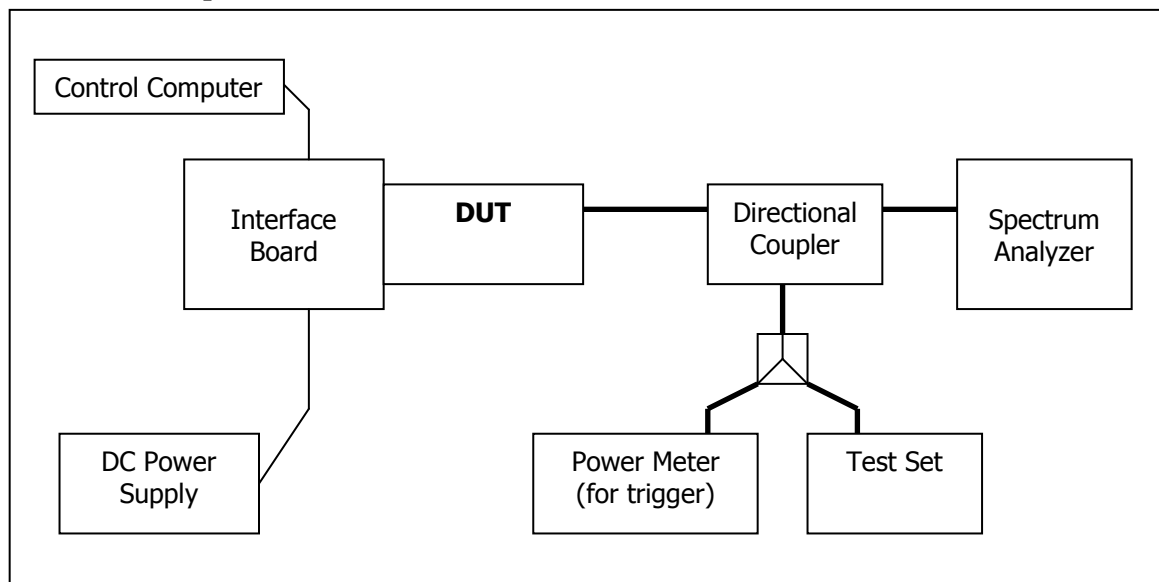 Control Computer
Interface
Board
DUT
Directional
Coupler
Spectrum
Analyzer
DC Power
Supply
Power Meter
(for trigger)
Test Set